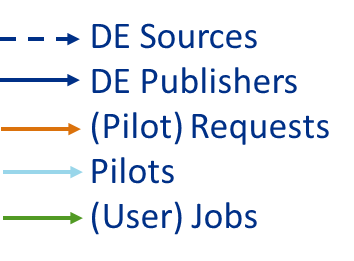 DE Sources
DE Publishers
(Pilot) Requests
Pilots
(User) Jobs